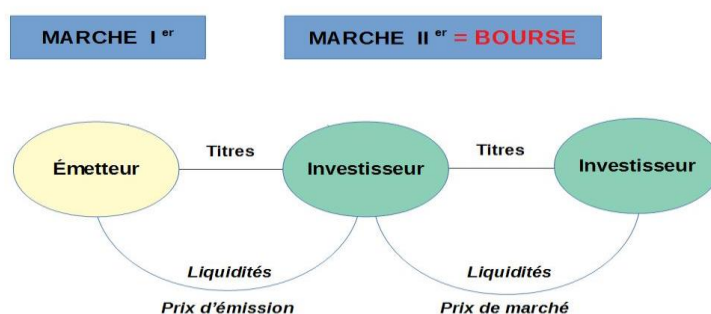 MARCHE I er
MARCHE II er = BOURSE
Émetteur
Titres
Investisseur
Titres
Investisseur
Liquidités
Liquidités
Prix d'émission
Prix de marché